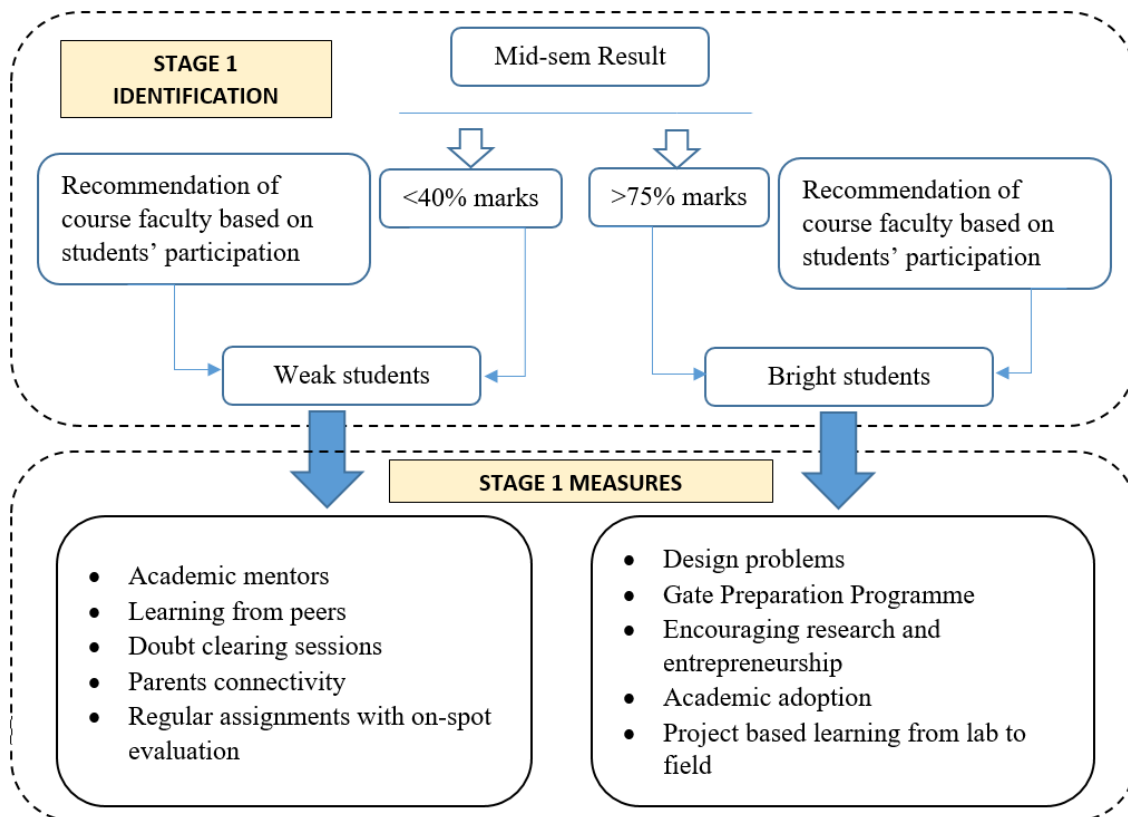 STAGE 1
IDENTIFICATION
Mid-sem Result
Recommendation of
course faculty based on
students’ participation
<40% marks
>75% marks
Recommendation of
course faculty based on
students’ participation
Weak students
Bright students
STAGE 1 MEASURES
• Academic mentors
• Learning from peers
• Doubt clearing sessions
• Parents connectivity
• Regular assignments with on-spot
evaluation
• Design problems
• Gate Preparation Programme
• Encouraging research and
entrepreneurship
• Academic adoption
• Project based learning from lab to
field